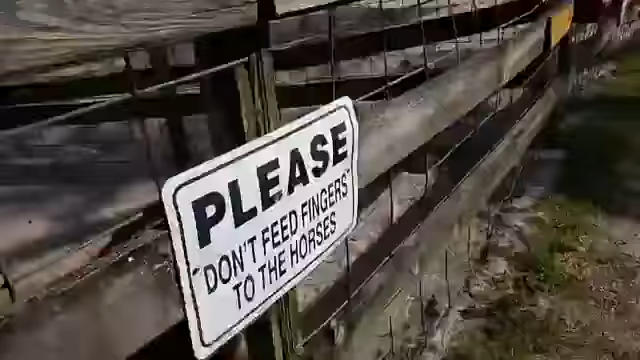 PLEASE
"DON'T FEED FINGERS"
TO THE HORSES